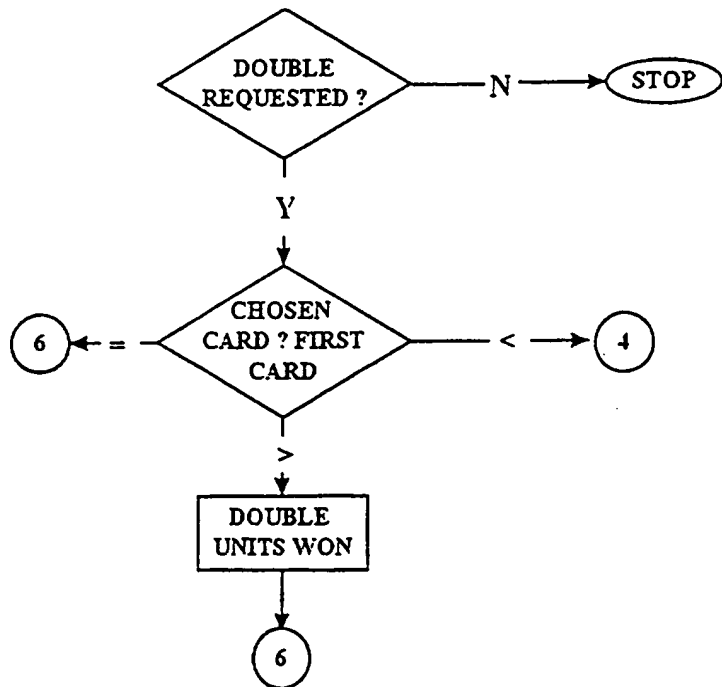 DOUBLE
REQUESTED ?
N
STOP
Y
CHOSEN
CARD ? FIRST
CARD
6
=
<
4
>
DOUBLE
UNITS WON
6